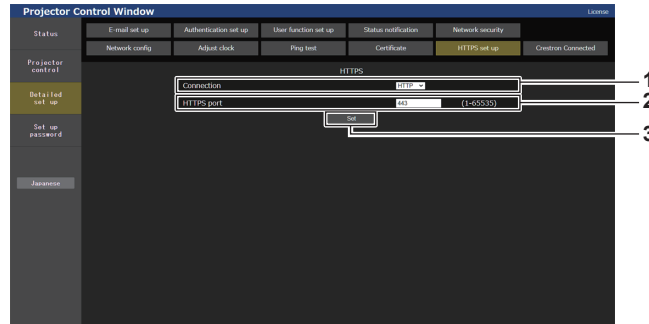 Projector Control Window License
Status
E-mail set up Authentication set up User function set up Status notification Network security
Network config Adjust clock Ping test Certificate HTTPS set up Crestron Connected
Projector
control
Detailed
set up
Set up
password
Japanese
HTTPS
Connection HTTP 1
HTTPS port 443 (1-65535) 2
Set 3